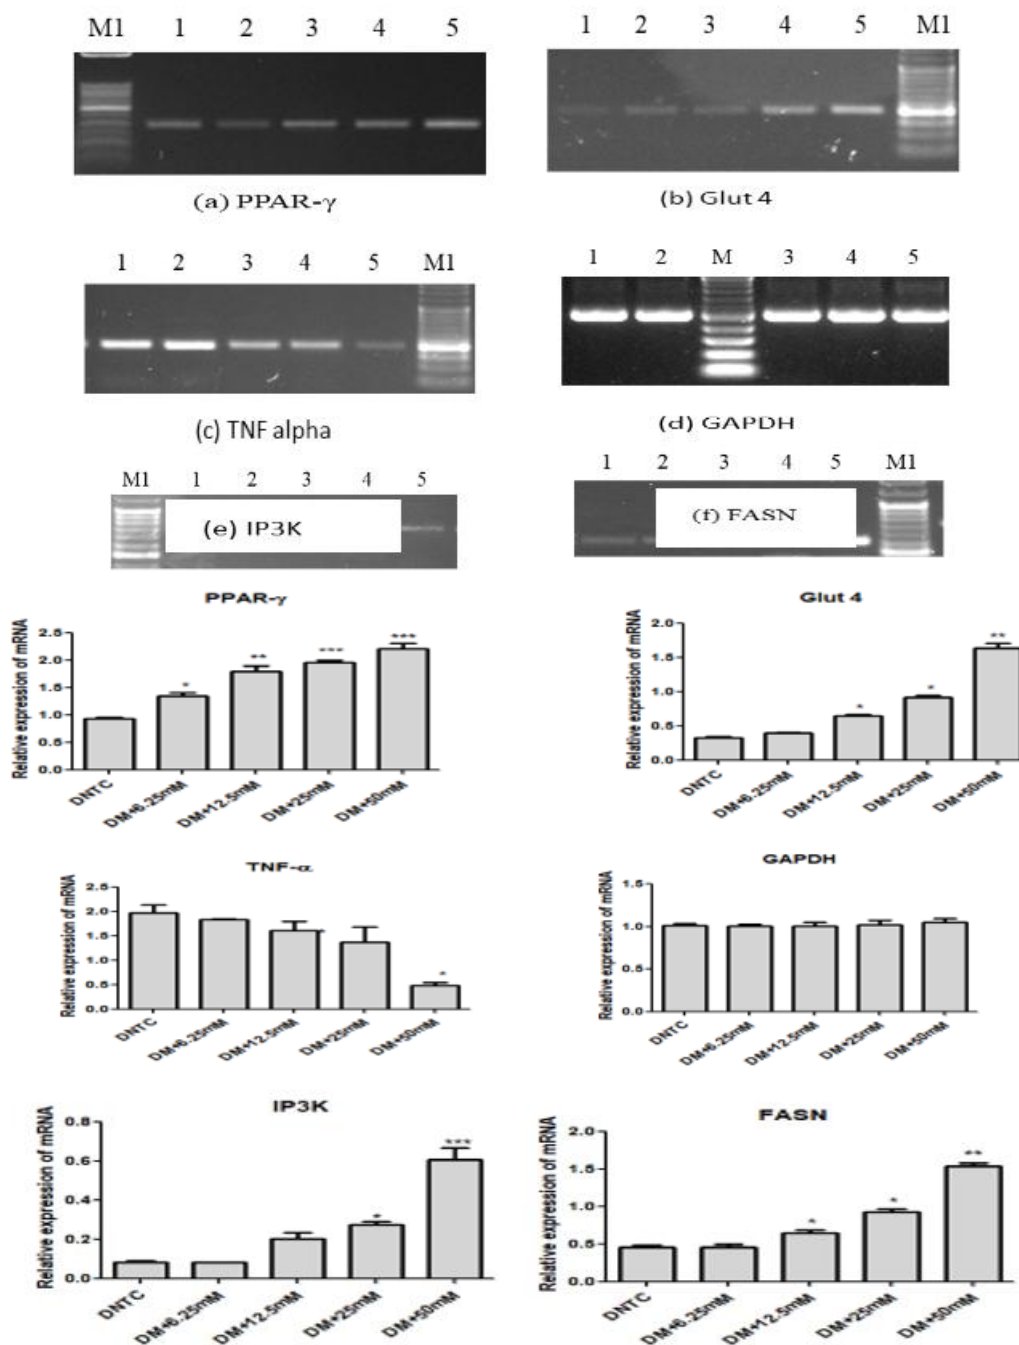 M1 1 2 3 4 5
1 2 3 4 5 M1
(a) PPAR-γ
(b) Glut 4
1 2 3 4 5 M1
1 2 M 3 4 5
(c) TNF alpha
(d) GAPDH
M1 1 2 3 4 5
1 2 3 4 5 M1
(e) IP3K
(f) FASN
PPAR-γ
Relative expression of mRNA
2.5
2.0
1.5
1.0
0.5
0.0
* ** *** ***
DNTC DM+6.25mM DM+12.5mM DM+25mM DM+50mM
Glut 4
Relative expression of mRNA
2.0
1.5
1.0
0.5
0.0
* * **
DNTC DM+6.25mM DM+12.5mM DM+25mM DM+50mM
TNF-α
Relative expression of mRNA
2.5
2.0
1.5
1.0
0.5
0.0
*
DNTC DM+6.25mM DM+12.5mM DM+25mM DM+50mM
GAPDH
Relative expression of mRNA
1.5
1.0
0.5
0.0
DNTC DM+6.25mM DM+12.5mM DM+25mM DM+50mM
IP3K
Relative expression of mRNA
0.8
0.6
0.4
0.2
0.0
* ***
DNTC DM+6.25mM DM+12.5mM DM+25mM DM+50mM
FASN
Relative expression of mRNA
2.0
1.5
1.0
0.5
0.0
* * **
DNTC DM+6.25mM DM+12.5mM DM+25mM DM+50mM